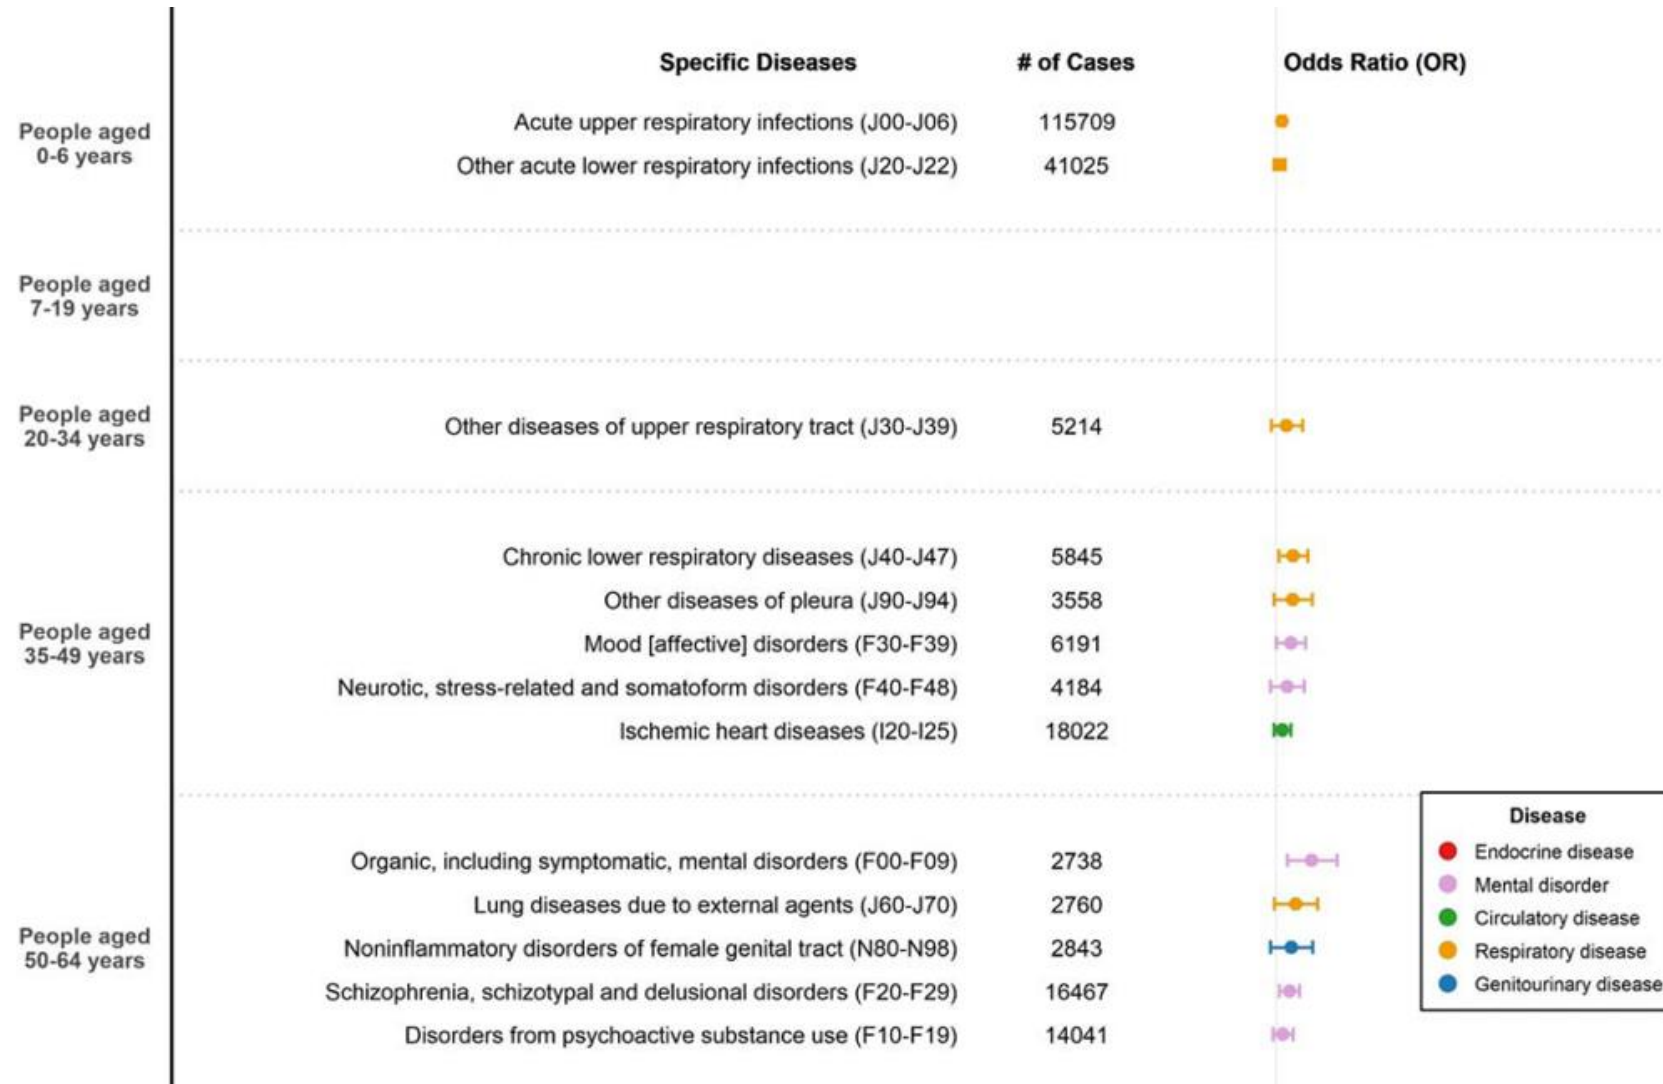 Specific Diseases # of Cases Odds Ratio (OR)
People aged
0-6 years
Acute upper respiratory infections (J00-J06) 115709
Other acute lower respiratory infections (J20-J22) 41025
People aged
7-19 years
People aged
20-34 years
Other diseases of upper respiratory tract (J30-J39) 5214
People aged
35-49 years
Chronic lower respiratory diseases (J40-J47) 5845
Other diseases of pleura (J90-J94) 3558
Mood [affective] disorders (F30-F39) 6191
Neurotic, stress-related and somatoform disorders (F40-F48) 4184
Ischemic heart diseases (I20-I25) 18022
People aged
50-64 years
Organic, including symptomatic, mental disorders (F00-F09) 2738
Lung diseases due to external agents (J60-J70) 2760
Noninflammatory disorders of female genital tract (N80-N98) 2843
Schizophrenia, schizotypal and delusional disorders (F20-F29) 16467
Disorders from psychoactive substance use (F10-F19) 14041
Disease
Endocrine disease
Mental disorder
Circulatory disease
Respiratory disease
Genitourinary disease